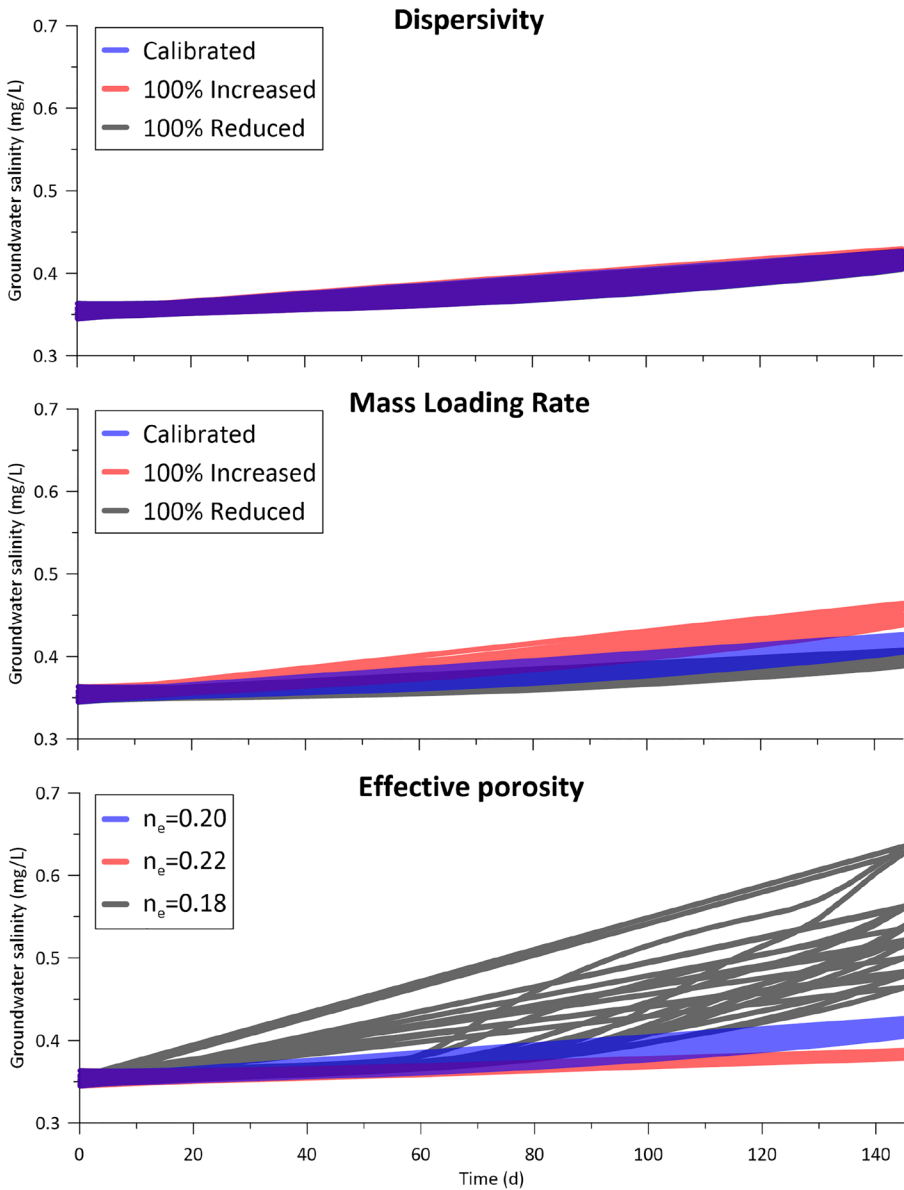 Dispersivity
0.7
0.6
0.5
0.4
0.3
Groundwater salinity (mg/L)
Calibrated
100% Increased
100% Reduced
Mass Loading Rate
0.7
0.6
0.5
0.4
0.3
Groundwater salinity (mg/L)
Calibrated
100% Increased
100% Reduced
Effective porosity
0.7
0.6
0.5
0.4
0.3
Groundwater salinity (mg/L)
nₑ=0.20
nₑ=0.22
nₑ=0.18
0 20 40 60 80 100 120 140
Time (d)